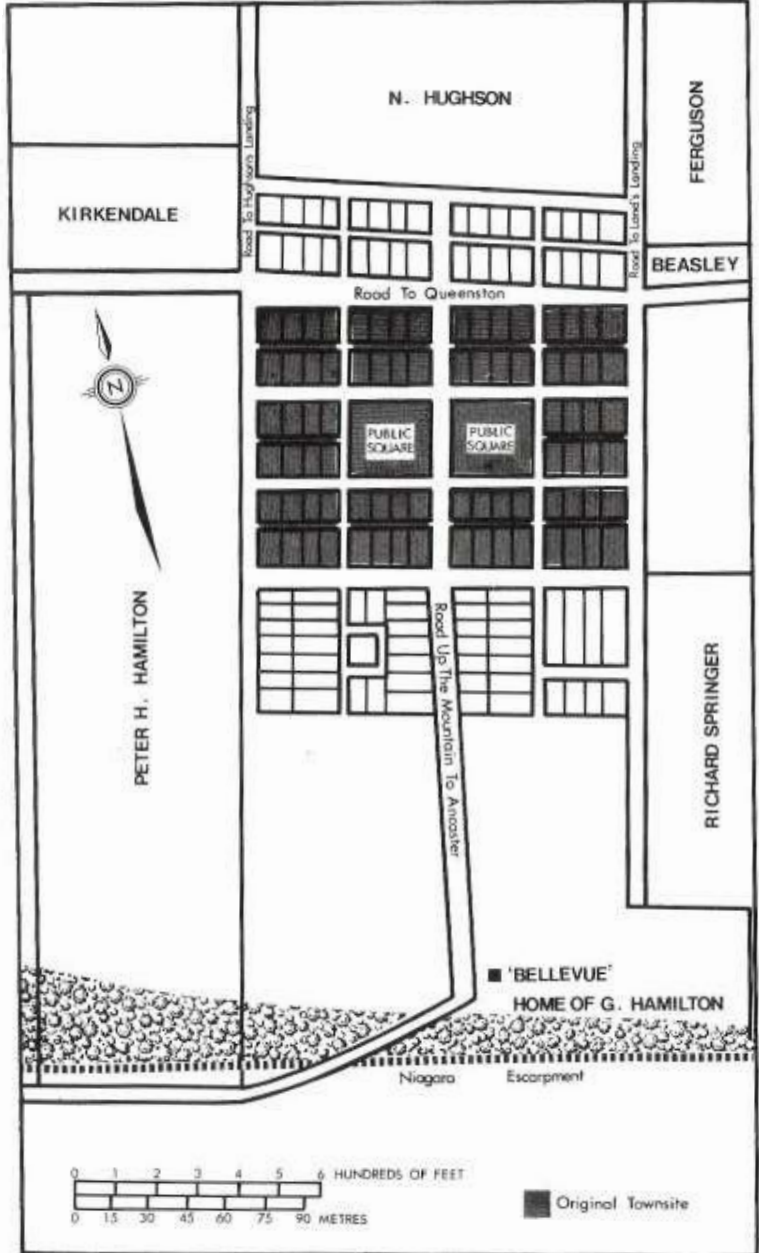 N. HUGHSON
FERGUSON
Road To Hughson's Landing
Road To Land's Landing
KIRKENDALE
BEASLEY
Road To Queenston
N
PUBLIC
SQUARE
PUBLIC
SQUARE
PETER H. HAMILTON
Road Up The Mountain To Ancaster
RICHARD SPRINGER
'BELLEVUE'
HOME OF G. HAMILTON
Niagara Escarpment
0 1 2 3 4 5 6 HUNDREDS OF FEET
0 15 30 45 60 75 90 METRES
Original Townsite